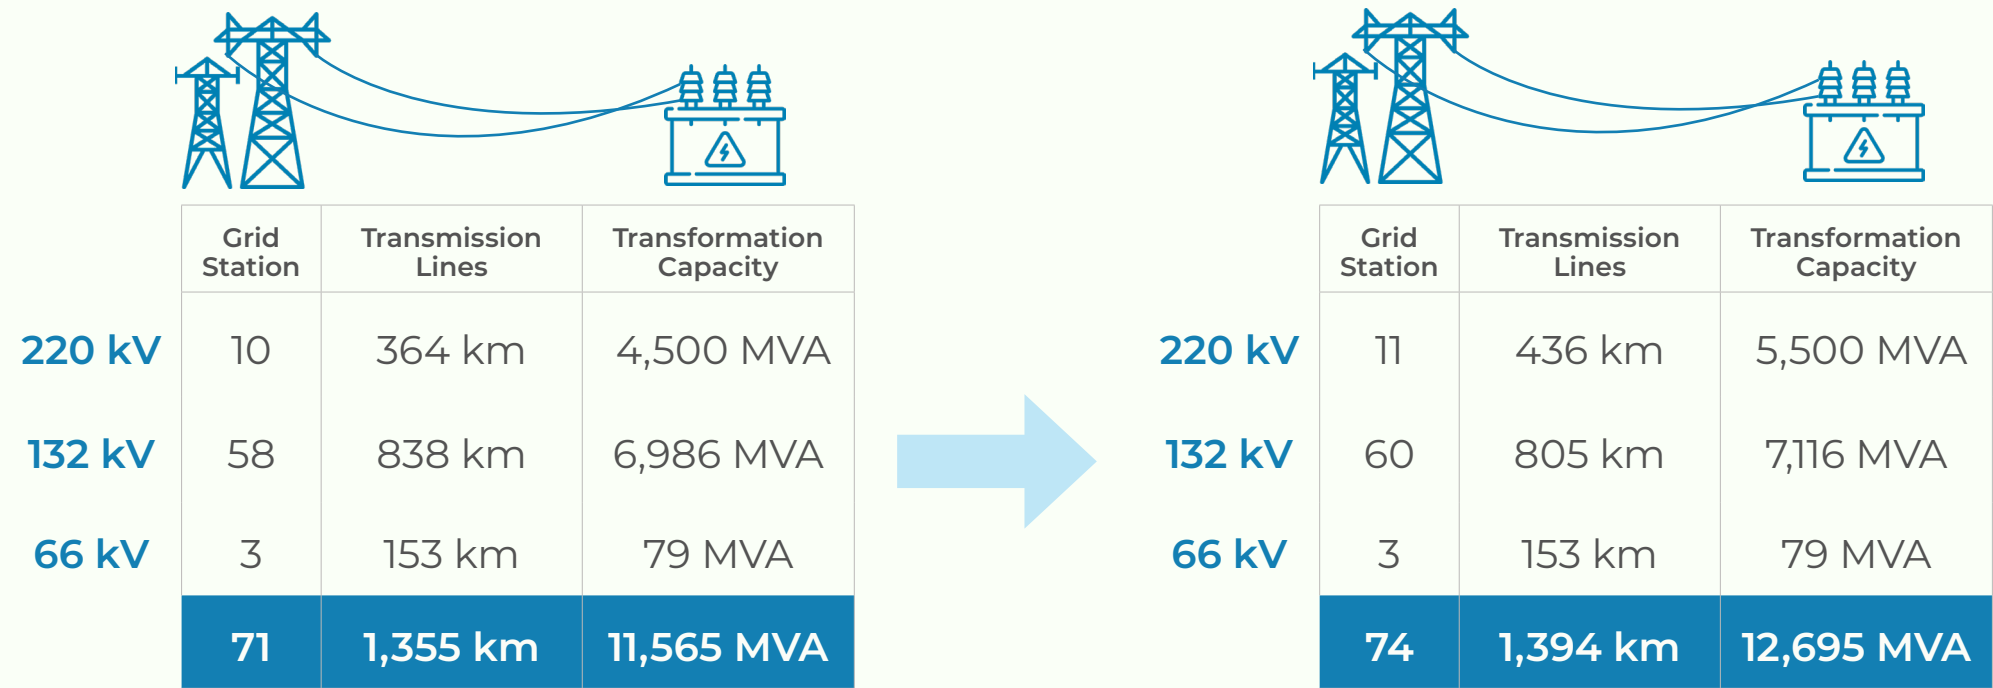 Grid Station
Transmission Lines
Transformation Capacity
220 kV 10 364 km 4,500 MVA
132 kV 58 838 km 6,986 MVA
66 kV 3 153 km 79 MVA
71 1,355 km 11,565 MVA
Grid Station
Transmission Lines
Transformation Capacity
220 kV 11 436 km 5,500 MVA
132 kV 60 805 km 7,116 MVA
66 kV 3 153 km 79 MVA
74 1,394 km 12,695 MVA